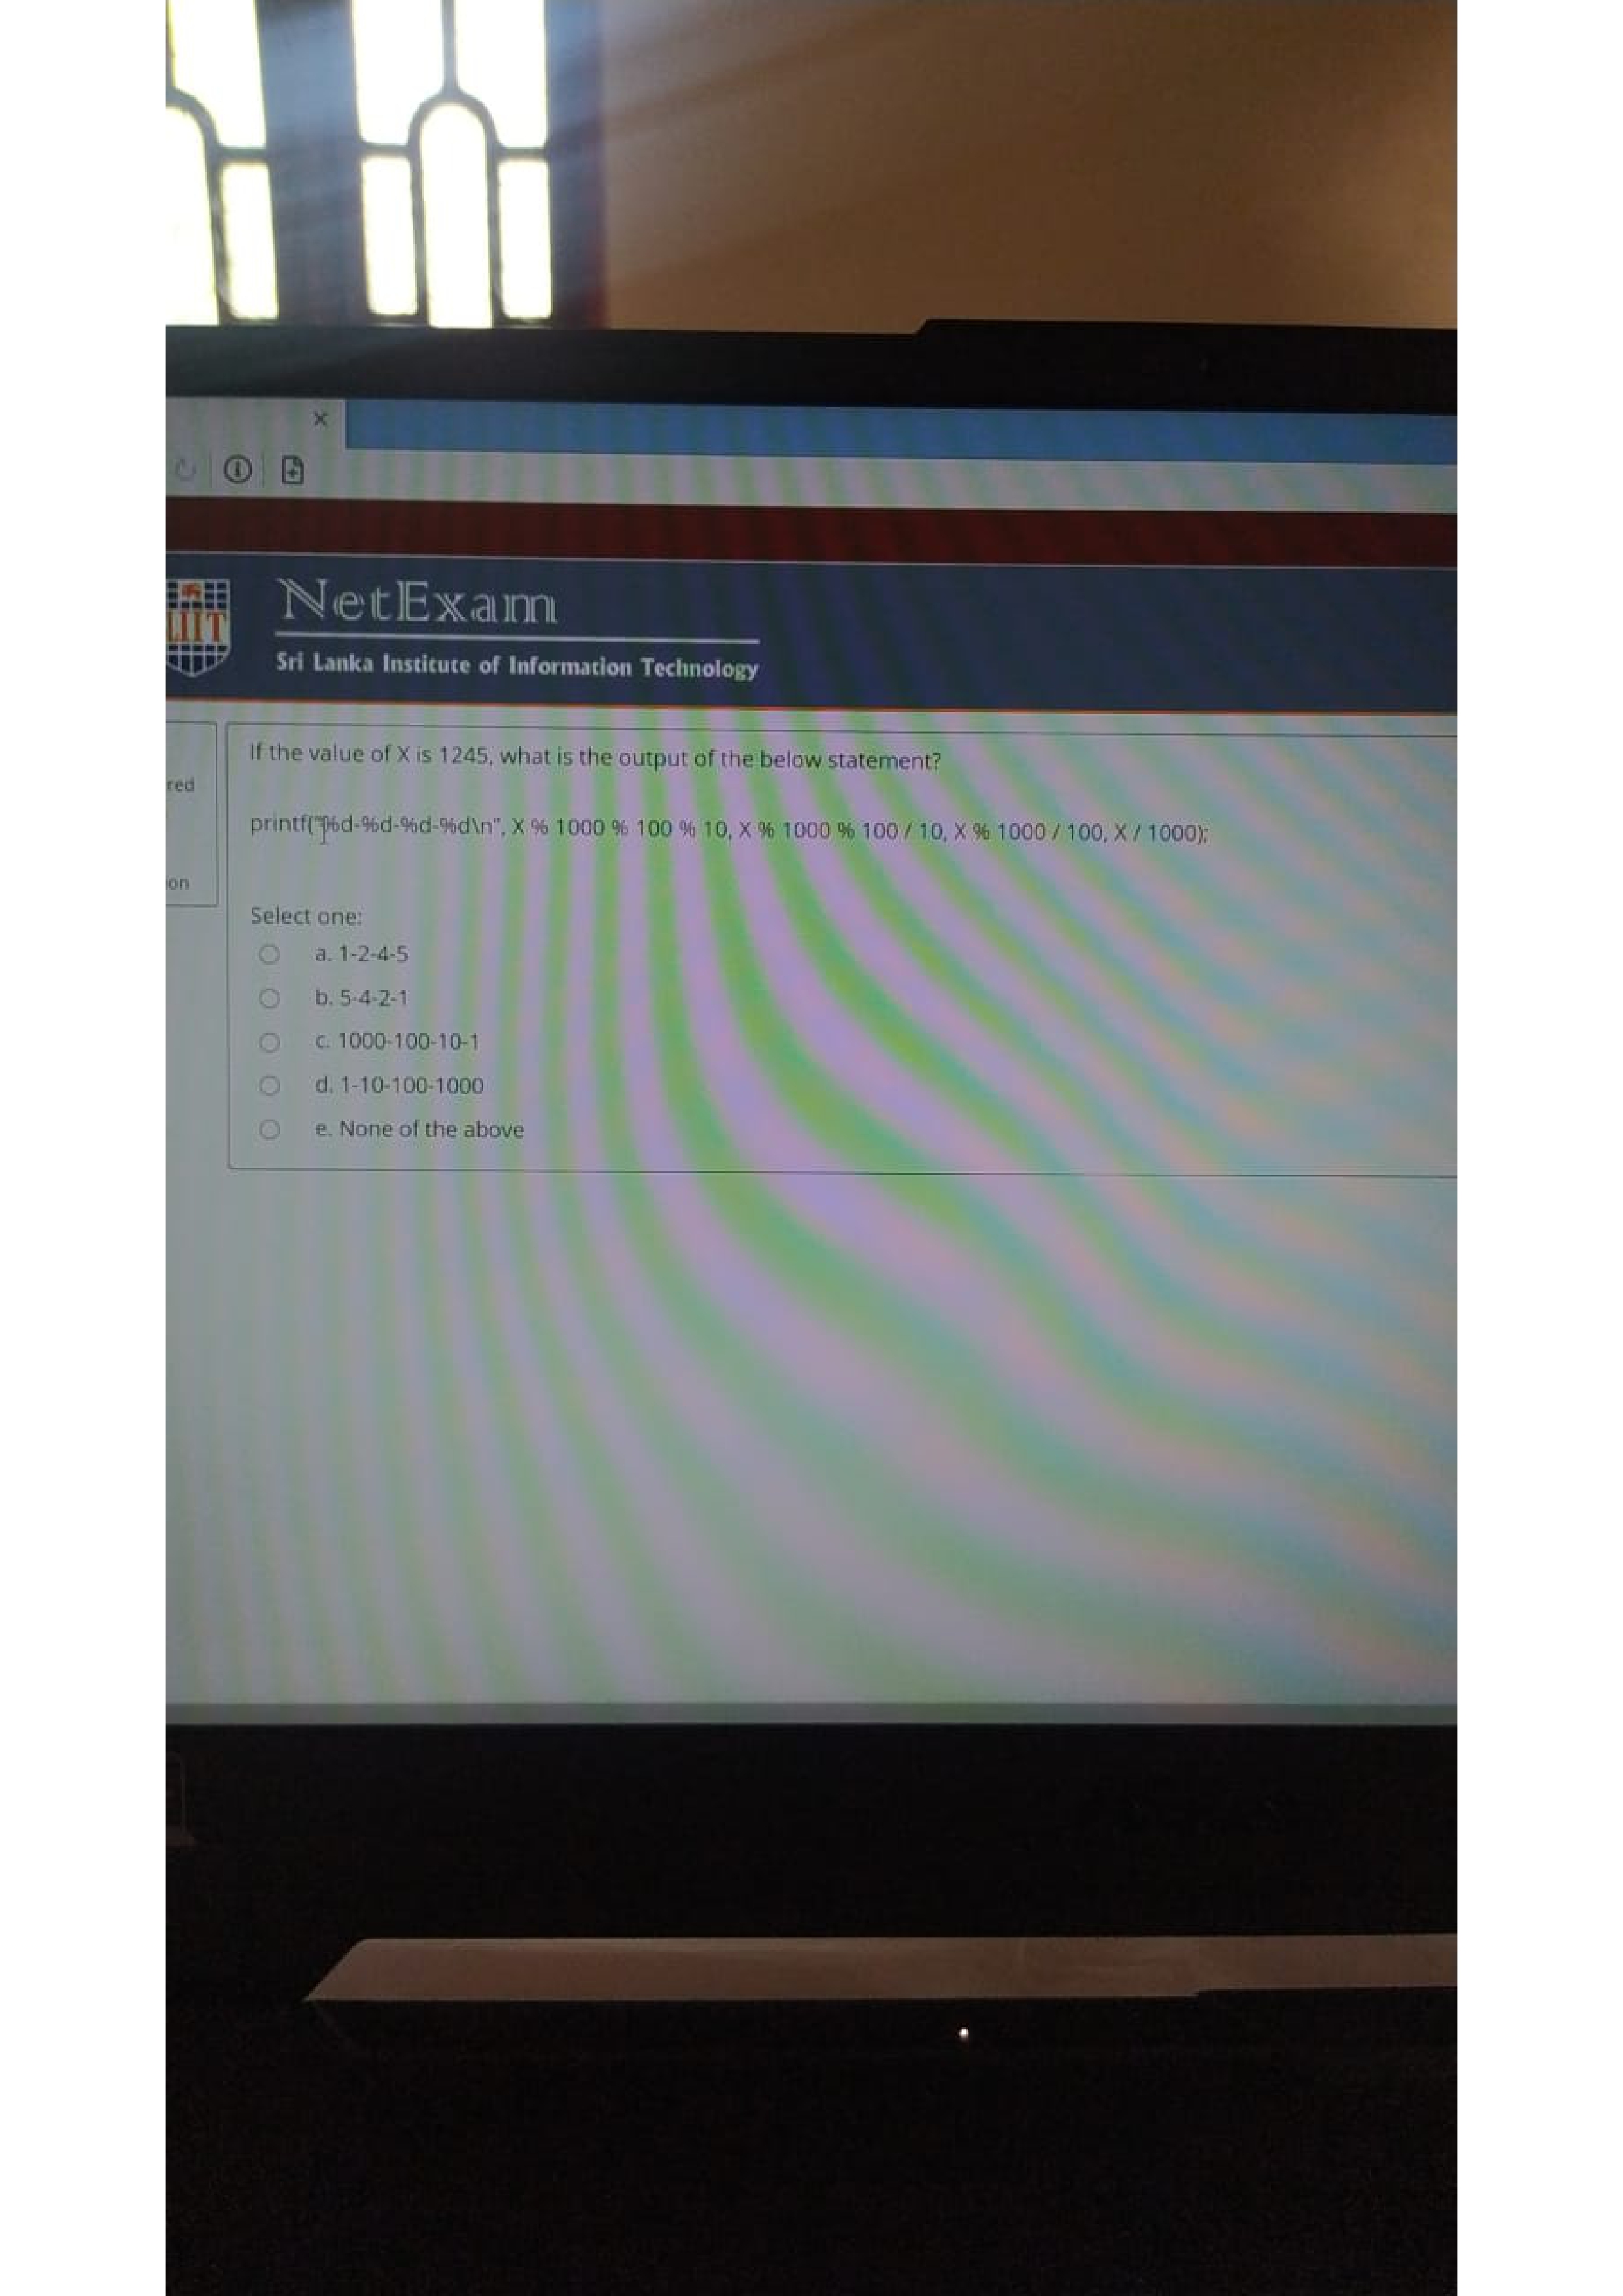 NetExam
LIIT
Sri Lanka Institute of Information Technology
red
on
If the value of X is 1245, what is the output of the below statement?
printf("%d-%d-%d-%d\n", X % 1000 % 100 % 10, X % 1000 % 100 / 10, X % 1000 / 100, X / 1000);
Select one:
a. 1-2-4-5
b. 5-4-2-1
c. 1000-100-10-1
d. 1-10-100-1000
e. None of the above